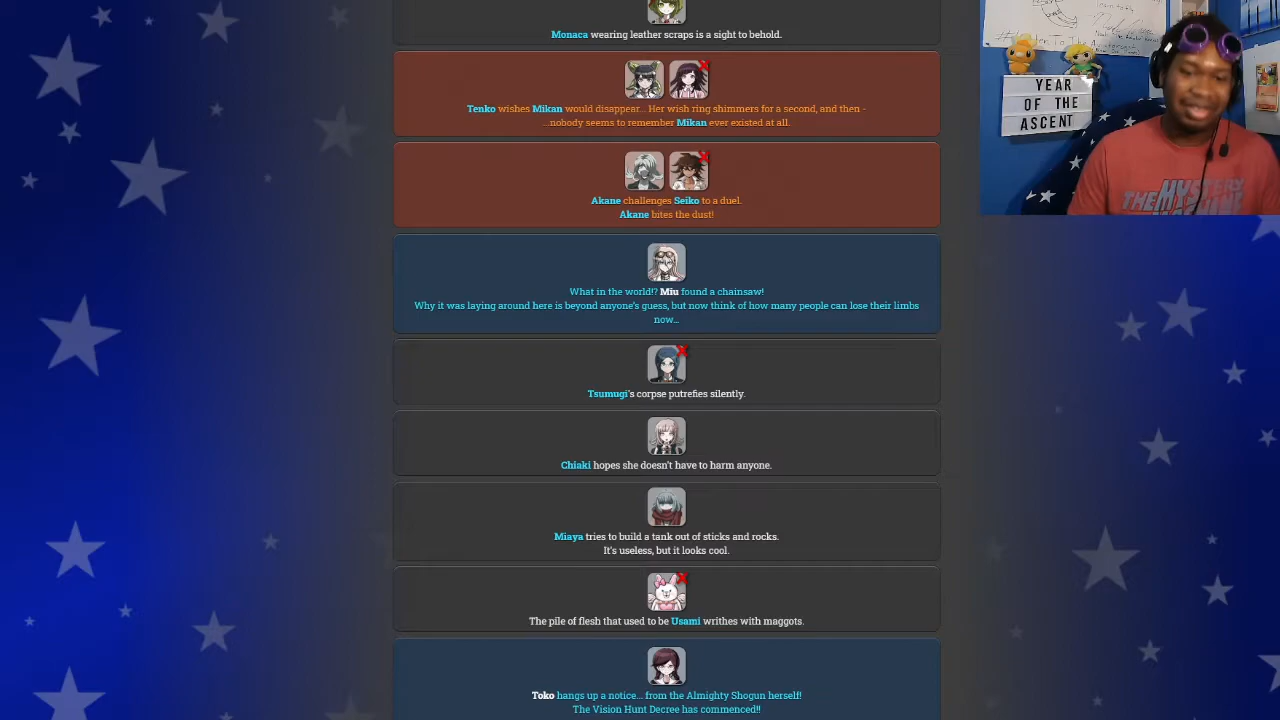 Monaca wearing leather scraps is a sight to behold.
Tenko wishes Mikan would disappear... Her wish ring shimmers for a second, and then -
...nobody seems to remember Mikan ever existed at all.
Akane challenges Seiko to a duel.
Akane bites the dust!
What in the world!? Miu found a chainsaw!
Why it was laying around here is beyond anyone's guess, but now think of how many people can lose their limbs
now...
Tsumugi's corpse putrefies silently.
Chiaki hopes she doesn't have to harm anyone.
Miaya tries to build a tank out of sticks and rocks.
It's useless, but it looks cool.
The pile of flesh that used to be Usami writhes with maggots.
Toko hangs up a notice... from the Almighty Shogun herself!
The Vision Hunt Decree has commenced!!
YEAR
OF THE
ASCENT
THE MYSTERY
MACHINE